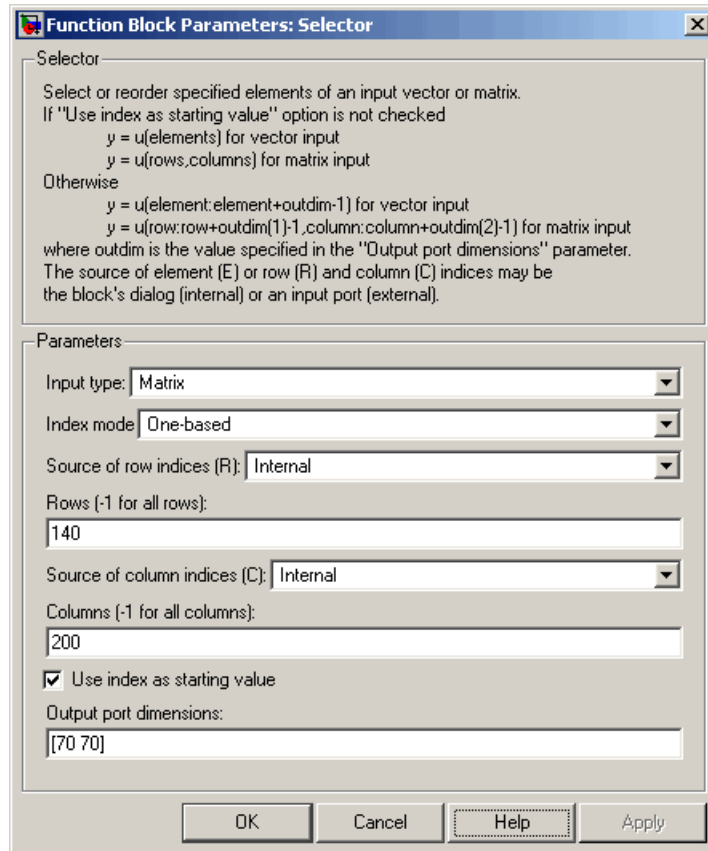 Function Block Parameters: Selector
Selector
Select or reorder specified elements of an input vector or matrix.
If "Use index as starting value" option is not checked
y = u(elements) for vector input
y = u(rows,columns) for matrix input
Otherwise
y = u(element:element+outdim-1) for vector input
y = u(row:row+outdim(1)-1,column:column+outdim(2)-1) for matrix input
where outdim is the value specified in the "Output port dimensions" parameter.
The source of element (E) or row (R) and column (C) indices may be
the block's dialog (internal) or an input port (external).
Parameters
Input type: Matrix
Index mode One-based
Source of row indices (R): Internal
Rows (-1 for all rows):
140
Source of column indices (C): Internal
Columns (-1 for all columns):
200
Use index as starting value
Output port dimensions:
[70 70]
OK Cancel Help Apply